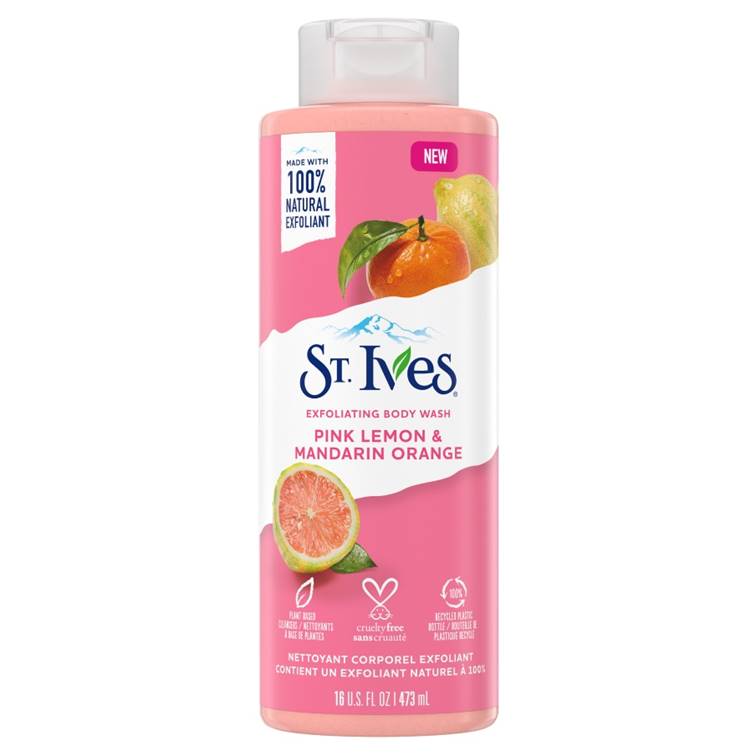 MADE WITH
100%
NATURAL
EXFOLIANT
NEW
ST. Ives®
EXFOLIATING BODY WASH
PINK LEMON &
MANDARIN ORANGE
PLANT BASED
CLEANSERS / NETTOYANTS
À BASE DE PLANTES
crueltyfree
sanscruauté
100%
RECYCLED PLASTIC
BOTTLE / BOUTEILLE DE
PLASTIQUE RECYCLÉ
NETTOYANT CORPOREL EXFOLIANT
CONTIENT UN EXFOLIANT NATUREL À 100%
16 U.S. FL OZ | 473 mL